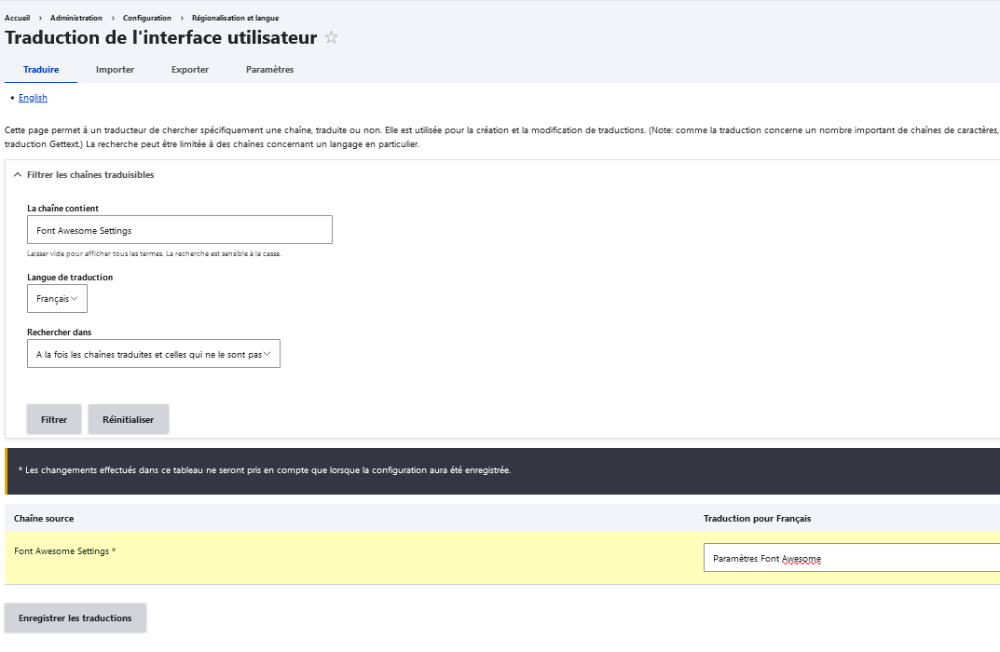 Accueil > Administration > Configuration > Régionalisation et langue
Traduction de l'interface utilisateur ☆
Traduire Importer Exporter Paramètres
• English
Cette page permet à un traducteur de chercher spécifiquement une chaîne, traduite ou non. Elle est utilisée pour la création et la modification de traductions. (Note: comme la traduction concerne un nombre important de chaînes de caractères,
traduction Gettext.) La recherche peut être limitée à des chaînes concernant un langage en particulier.
Filtrer les chaînes traduisibles
La chaîne contient
Font Awesome Settings
Laisser vide pour afficher tous les termes. La recherche est sensible à la casse.
Langue de traduction
Français
Rechercher dans
A la fois les chaînes traduites et celles qui ne le sont pas
Filtrer Réinitialiser
* Les changements effectués dans ce tableau ne seront pris en compte que lorsque la configuration aura été enregistrée.
Chaîne source Traduction pour Français
Font Awesome Settings * Paramètres Font Awesome
Enregistrer les traductions